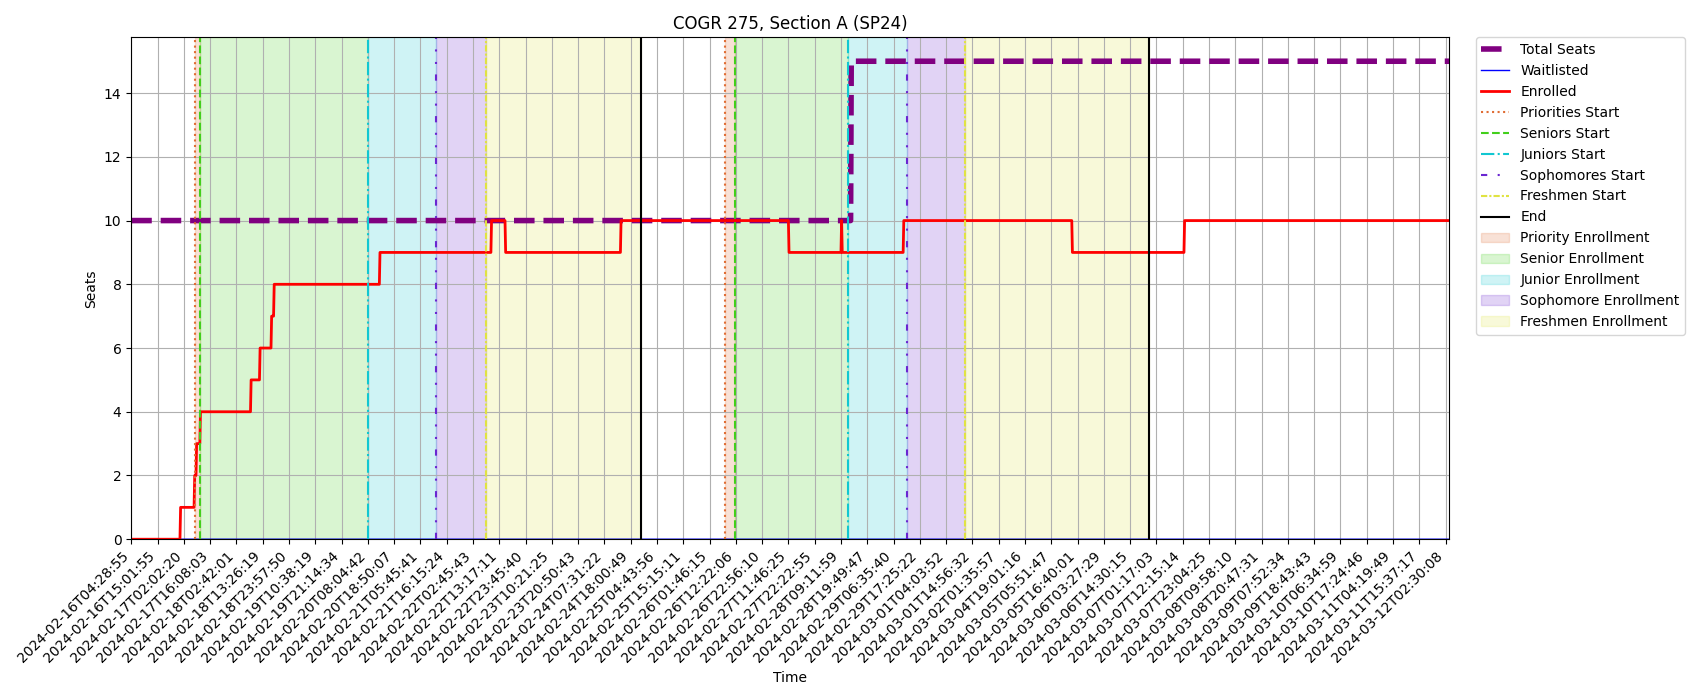 COGR 275, Section A (SP24)
Total Seats
Waitlisted
Enrolled
Priorities Start
Seniors Start
Juniors Start
Sophomores Start
Freshmen Start
End
Priority Enrollment
Senior Enrollment
Junior Enrollment
Sophomore Enrollment
Freshmen Enrollment
Seats
14
12
10
8
6
4
2
0
2024-02-16T04:28:55
2024-02-16T15:01:55
2024-02-17T02:02:20
2024-02-17T16:08:03
2024-02-18T02:42:01
2024-02-18T13:26:19
2024-02-18T23:57:50
2024-02-19T10:38:19
2024-02-19T21:14:34
2024-02-20T08:04:42
2024-02-20T18:50:07
2024-02-21T05:45:41
2024-02-21T16:15:24
2024-02-22T02:45:43
2024-02-22T13:17:11
2024-02-22T23:45:40
2024-02-23T10:21:25
2024-02-23T20:50:43
2024-02-24T07:31:22
2024-02-24T18:00:49
2024-02-25T04:43:56
2024-02-25T15:15:11
2024-02-26T01:46:15
2024-02-26T12:22:06
2024-02-26T22:56:10
2024-02-27T11:46:25
2024-02-27T22:22:55
2024-02-28T09:11:59
2024-02-28T19:49:47
2024-02-29T06:35:40
2024-02-29T17:25:22
2024-03-01T04:03:52
2024-03-01T14:56:32
2024-03-02T01:35:57
2024-03-04T19:01:16
2024-03-05T05:51:47
2024-03-05T16:40:01
2024-03-06T03:27:29
2024-03-06T14:30:15
2024-03-07T01:17:03
2024-03-07T12:15:14
2024-03-07T23:04:25
2024-03-08T09:58:10
2024-03-08T20:47:31
2024-03-09T07:52:34
2024-03-09T18:43:43
2024-03-10T06:34:59
2024-03-10T17:24:46
2024-03-11T04:19:49
2024-03-11T15:37:17
2024-03-12T02:30:08
Time